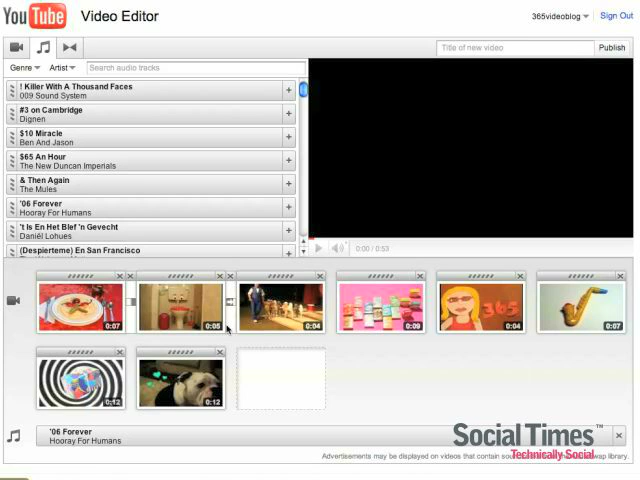 YouTube Video Editor
365videoblog Sign Out
Title of new video Publish
Genre Artist Search audio tracks
! Killer With A Thousand Faces
009 Sound System
#3 on Cambridge
Dignen
$10 Miracle
Ben And Jason
$65 An Hour
The New Duncan Imperials
& Then Again
The Mules
'06 Forever
Hooray For Humans
't Is En Het Blef 'n Gevecht
Daniël Lohues
(Despierteme) En San Francisco
0:00 / 0:53
0:07 0:05 0:04 0:09 0:04 0:07
365
0:12 0:12
'06 Forever
Hooray For Humans
Social Times™
Technically Social
Advertisements may be displayed on videos that contain swap library.